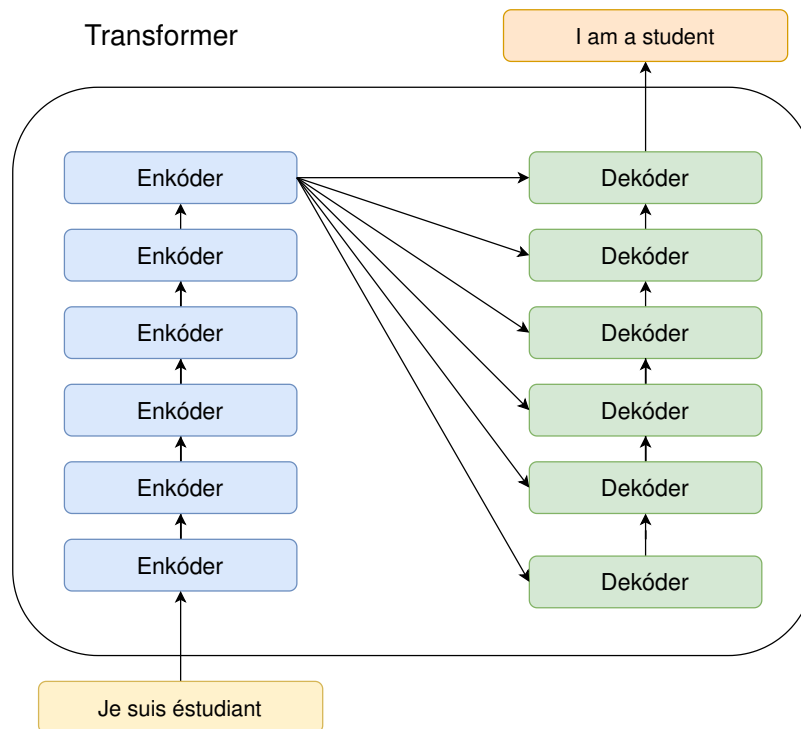 Transformer
I am a student
Enkóder
Enkóder
Enkóder
Enkóder
Enkóder
Enkóder
Dekóder
Dekóder
Dekóder
Dekóder
Dekóder
Dekóder
Je suis éstudiant